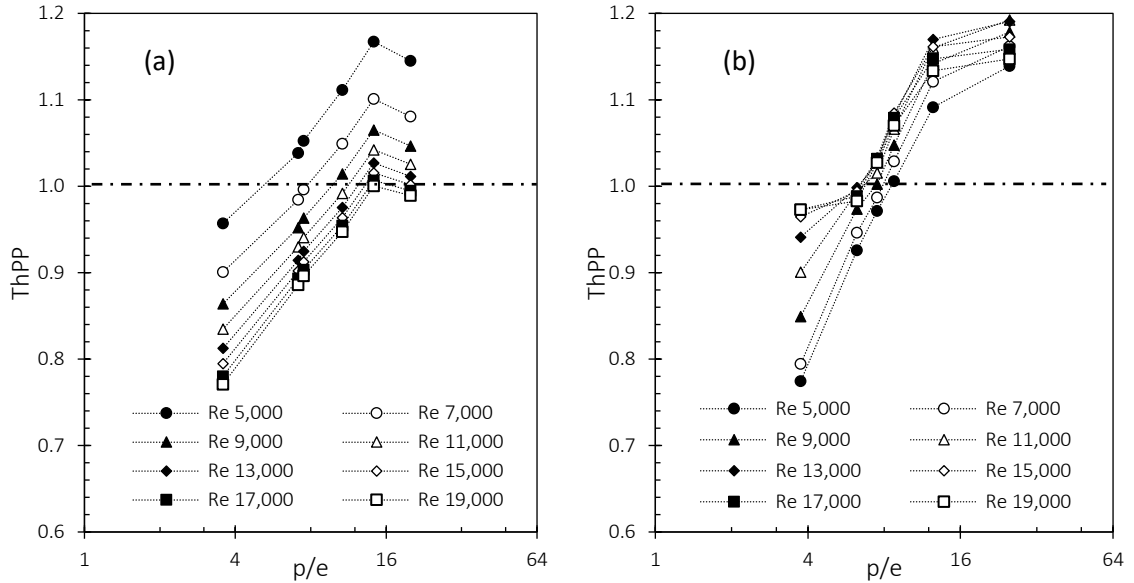 (a)
ThPP
1.2
1.1
1.0
0.9
0.8
0.7
0.6
Re 5,000 Re 7,000
Re 9,000 Re 11,000
Re 13,000 Re 15,000
Re 17,000 Re 19,000
1 4 16 64
p/e
(b)
ThPP
1.2
1.1
1.0
0.9
0.8
0.7
0.6
Re 5,000 Re 7,000
Re 9,000 Re 11,000
Re 13,000 Re 15,000
Re 17,000 Re 19,000
1 4 16 64
p/e